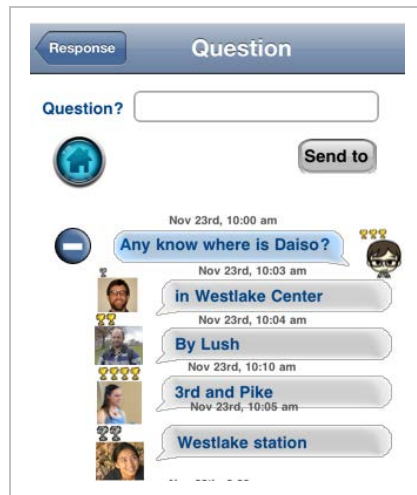 Response
Question
Question?
Send to
Nov 23rd, 10:00 am
Any know where is Daiso?
Nov 23rd, 10:03 am
in Westlake Center
Nov 23rd, 10:04 am
By Lush
Nov 23rd, 10:10 am
3rd and Pike
Nov 23rd, 10:05 am
Westlake station